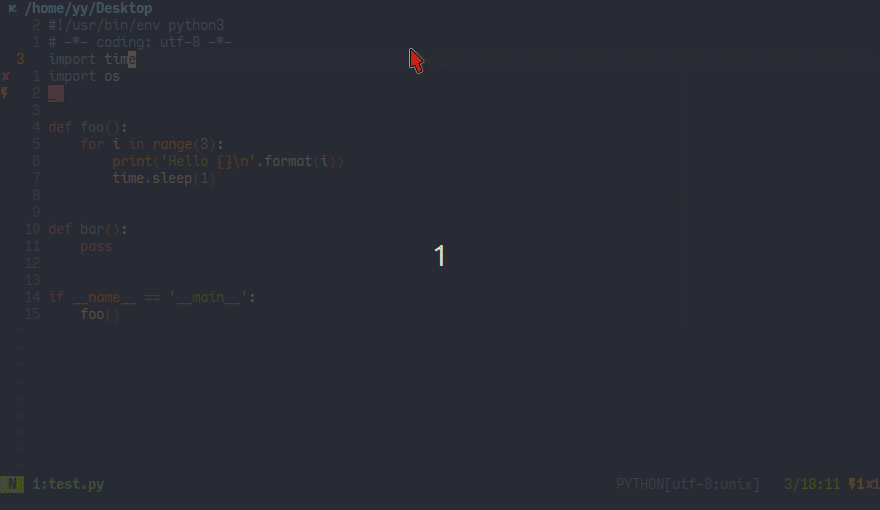 /home/yy/Desktop
2 #!/usr/bin/env python3
1 # -*- coding: utf-8 -*-
3 import time
✗ 1 import os
2
3
4 def foo():
5     for i in range(3):
6         print('Hello {}\n'.format(i))
7         time.sleep(1)
8
9
10 def bar():
11     pass
12
13
14 if __name__ == '__main__':
15     foo()
~
~
~
~
~
~
~
~
~
1
N 1:test.py PYTHON[utf-8:unix] 3/18:11 ⚡1✗1